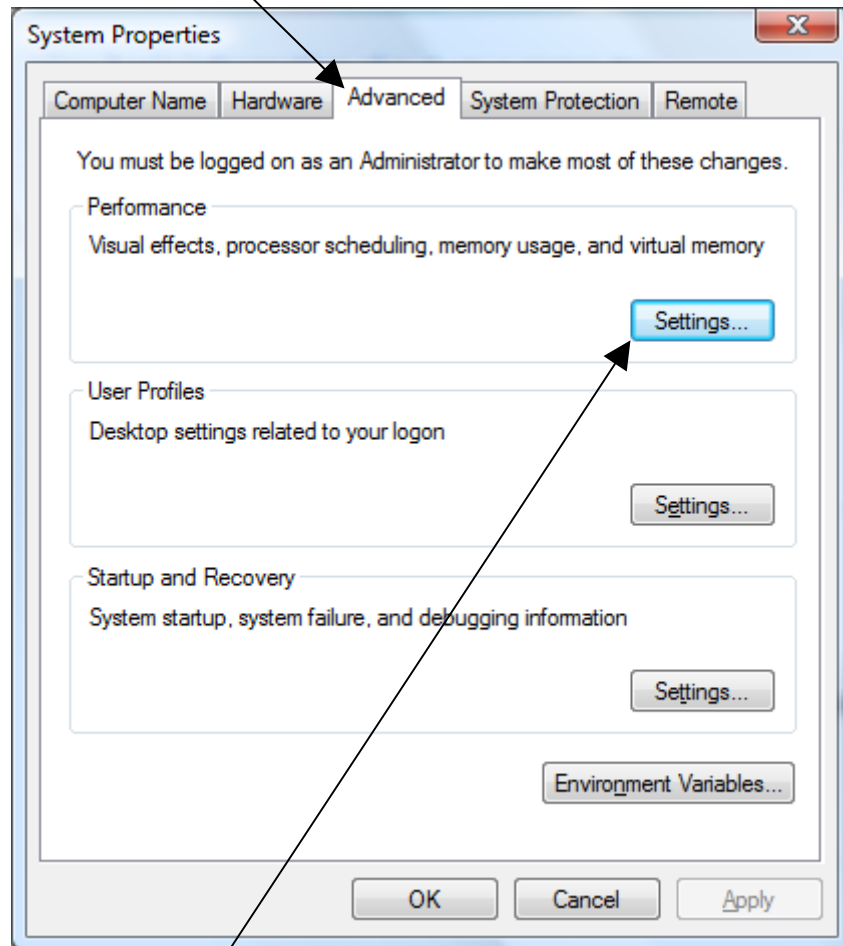 System Properties
Computer Name Hardware Advanced System Protection Remote
You must be logged on as an Administrator to make most of these changes.
Performance
Visual effects, processor scheduling, memory usage, and virtual memory
Settings...
User Profiles
Desktop settings related to your logon
Settings...
Startup and Recovery
System startup, system failure, and debugging information
Settings...
Environment Variables...
OK Cancel Apply